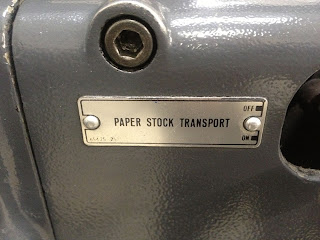 OFF
PAPER STOCK TRANSPORT
ON